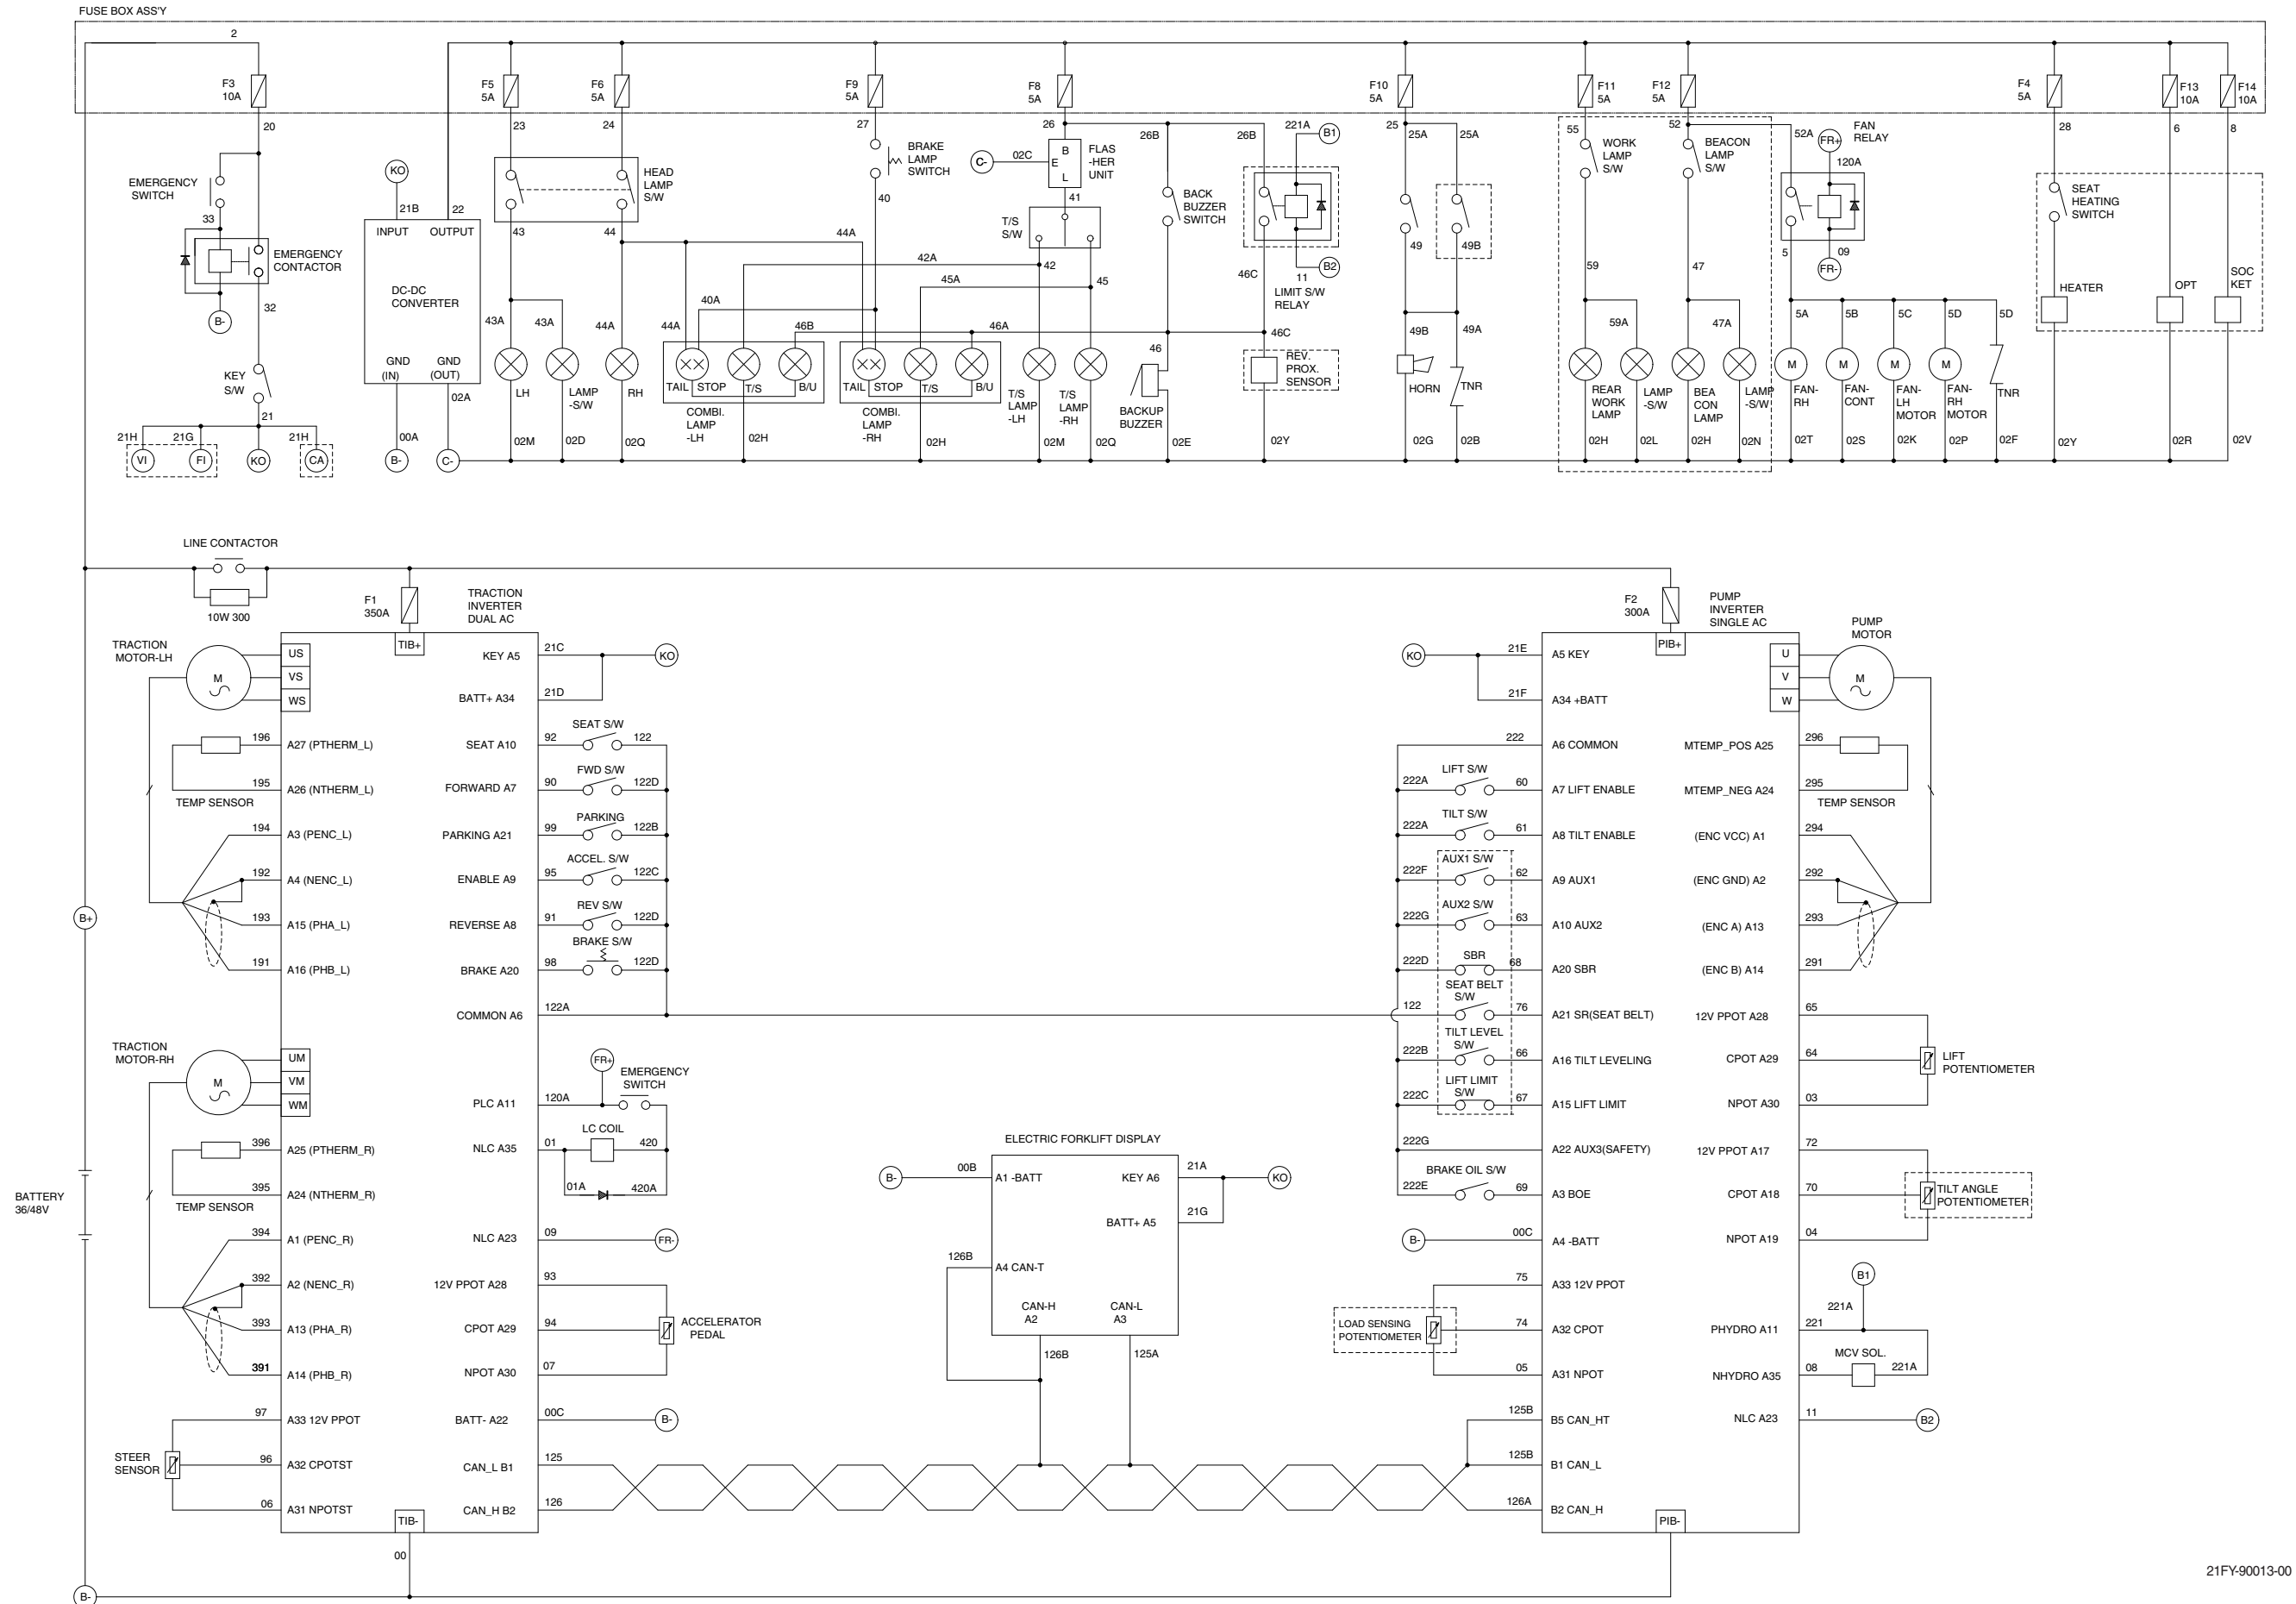 FUSE BOX ASS'Y
2
F3
10A
F5
5A
F6
5A
F9
5A
F8
5A
F10
5A
F11
5A
F12
5A
F4
5A
F13
10A
F14
10A
20
23
24
27
26
26B
26B
221A
B1
25
25A
25A
55
52
52A
FAN
RELAY
FR+
120A
28
6
8
EMERGENCY
SWITCH
33
EMERGENCY
CONTACTOR
B-
32
KEY
S/W
21
21H
21G
21H
VI
FI
KO
CA
KO
21B
22
INPUT
OUTPUT
DC-DC
CONVERTER
GND
(IN)
GND
(OUT)
02A
00A
B-
C-
HEAD
LAMP
S/W
43
44
43A
43A
44A
LH
LAMP
-S/W
RH
02M
02D
02Q
BRAKE
LAMP
SWITCH
40
44A
42A
45A
40A
44A
46B
46A
TAIL
STOP
T/S
B/U
COMBI.
LAMP
-LH
02H
TAIL
STOP
T/S
B/U
COMBI.
LAMP
-RH
02H
C-
02C
B
E
L
FLAS
-HER
UNIT
41
T/S
S/W
42
45
T/S
LAMP
-LH
T/S
LAMP
-RH
02M
02Q
BACK
BUZZER
SWITCH
46
BACKUP
BUZZER
02E
46C
11
B2
LIMIT S/W
RELAY
46C
REV.
PROX.
SENSOR
02Y
49
49B
49B
49A
HORN
TNR
02G
02B
WORK
LAMP
S/W
BEACON
LAMP
S/W
59
47
59A
47A
REAR
WORK
LAMP
LAMP
-S/W
BEA
CON
LAMP
LAMP
-S/W
02H
02L
02H
02N
5
09
FR-
5A
5B
5C
5D
5D
M
M
M
M
FAN-
RH
FAN-
CONT
FAN-
LH
MOTOR
FAN-
RH
MOTOR
TNR
02T
02S
02K
02P
02F
SEAT
HEATING
SWITCH
HEATER
OPT
SOC
KET
02Y
02R
02V
LINE CONTACTOR
10W 300
F1
350A
TRACTION
INVERTER
DUAL AC
TIB+
F2
300A
PUMP
INVERTER
SINGLE AC
PIB+
PUMP
MOTOR
TRACTION
MOTOR-LH
M
US
VS
WS
196
A27 (PTHERM_L)
195
A26 (NTHERM_L)
TEMP SENSOR
194
A3 (PENC_L)
192
A4 (NENC_L)
193
A15 (PHA_L)
191
A16 (PHB_L)
B+
TRACTION
MOTOR-RH
M
UM
VM
WM
396
A25 (PTHERM_R)
395
A24 (NTHERM_R)
TEMP SENSOR
BATTERY
36/48V
394
A1 (PENC_R)
392
A2 (NENC_R)
393
A13 (PHA_R)
391
A14 (PHB_R)
97
A33 12V PPOT
STEER
SENSOR
96
A32 CPOTST
06
A31 NPOTST
TIB-
00
B-
KEY A5
21C
KO
BATT+ A34
21D
SEAT S/W
SEAT A10
92
122
FWD S/W
FORWARD A7
90
122D
PARKING
PARKING A21
99
122B
ACCEL. S/W
ENABLE A9
95
122C
REV S/W
REVERSE A8
91
122D
BRAKE S/W
BRAKE A20
98
122D
COMMON A6
122A
FR+
EMERGENCY
SWITCH
PLC A11
120A
LC COIL
NLC A35
01
420
01A
420A
NLC A23
09
FR-
12V PPOT A28
93
CPOT A29
94
ACCELERATOR
PEDAL
NPOT A30
07
BATT- A22
00C
B-
CAN_L B1
125
CAN_H B2
126
ELECTRIC FORKLIFT DISPLAY
B-
00B
A1 -BATT
KEY A6
21A
KO
BATT+ A5
21G
126B
A4 CAN-T
CAN-H
A2
CAN-L
A3
126B
125A
KO
21E
A5 KEY
21F
A34 +BATT
222
A6 COMMON
LIFT S/W
222A
60
A7 LIFT ENABLE
TILT S/W
222A
61
A8 TILT ENABLE
AUX1 S/W
222F
62
A9 AUX1
AUX2 S/W
222G
63
A10 AUX2
SBR
222D
68
A20 SBR
SEAT BELT
S/W
122
76
A21 SR(SEAT BELT)
TILT LEVEL
S/W
222B
66
A16 TILT LEVELING
LIFT LIMIT
S/W
222C
67
A15 LIFT LIMIT
222G
A22 AUX3(SAFETY)
BRAKE OIL S/W
222E
69
A3 BOE
B-
00C
A4 -BATT
75
A33 12V PPOT
LOAD SENSING
POTENTIOMETER
74
A32 CPOT
05
A31 NPOT
125B
B5 CAN_HT
125B
B1 CAN_L
126A
B2 CAN_H
PIB-
U
V
W
M
MTEMP_POS A25
296
MTEMP_NEG A24
295
TEMP SENSOR
(ENC VCC) A1
294
(ENC GND) A2
292
(ENC A) A13
293
(ENC B) A14
291
12V PPOT A28
65
CPOT A29
64
LIFT
POTENTIOMETER
NPOT A30
03
12V PPOT A17
72
CPOT A18
70
TILT ANGLE
POTENTIOMETER
NPOT A19
04
B1
221A
PHYDRO A11
221
MCV SOL.
NHYDRO A35
08
221A
NLC A23
11
B2
21FY-90013-00